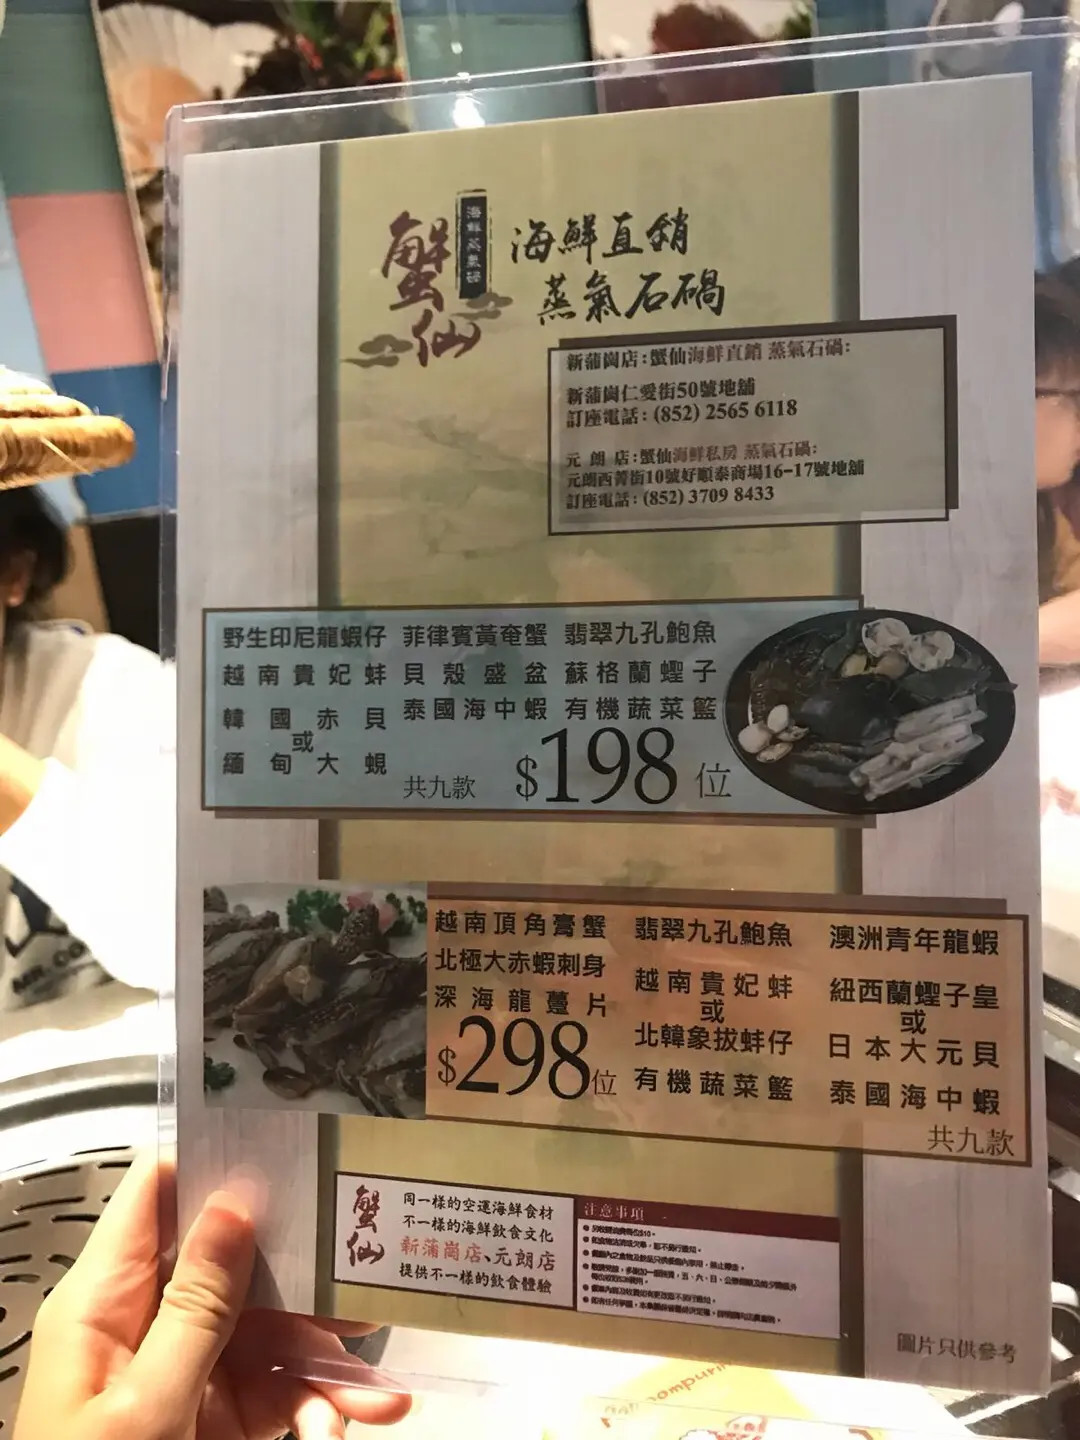 蟹仙
海鮮蒸氣鍋
海鮮直銷
蒸氣石鍋
新蒲崗店:蟹仙海鮮直銷 蒸氣石鍋:
新蒲崗仁愛街50號地舖
訂座電話: (852) 2565 6118
元 朗 店:蟹仙海鮮私房 蒸氣石鍋:
元朗西菁街10號好順泰商場16-17號地舖
訂座電話: (852) 3709 8433
野生印尼龍蝦仔 菲律賓黃奄蟹 翡翠九孔鮑魚
越南貴妃蚌 貝殼盛盆 蘇格蘭蟶子
韓國赤貝 泰國海中蝦 有機蔬菜籃
或
緬甸大蜆
共九款 $198 位
越南頂角膏蟹 翡翠九孔鮑魚 澳洲青年龍蝦
北極大赤蝦刺身 越南貴妃蚌 紐西蘭蟶子皇
深海龍躉片 或 或
北韓象拔蚌仔 日本大元貝
$298位 有機蔬菜籃 泰國海中蝦
共九款
蟹仙
同一樣的空運海鮮食材
不一樣的海鮮飲食文化
新蒲崗店、元朗店
提供不一樣的飲食體驗
注意事項
圖片只供參考
MR. CO
pompurin